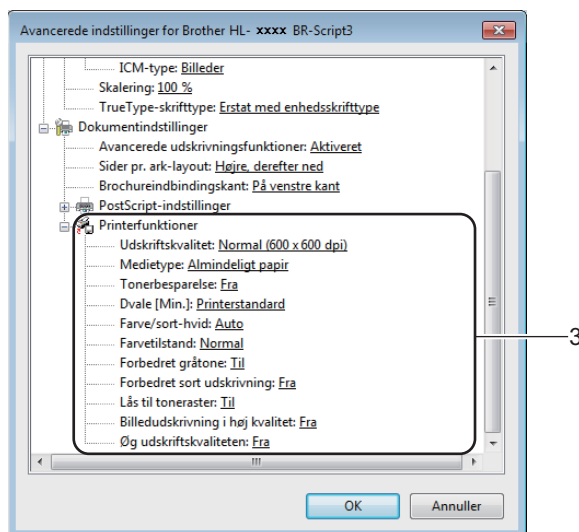 Avancerede indstillinger for Brother HL- xxxx BR-Script3
ICM-type: Billeder
Skalering: 100 %
TrueType-skrifttype: Erstat med enhedsskrifttype
Dokumentindstillinger
Avancerede udskrivningsfunktioner: Aktiveret
Sider pr. ark-layout: Højre, derefter ned
Brochureindbindingskant: På venstre kant
PostScript-indstillinger
Printerfunktioner
Udskriftskvalitet: Normal (600 x 600 dpi)
Medietype: Almindeligt papir
Tonerbesparelse: Fra
Dvale [Min.]: Printerstandard
Farve/sort-hvid: Auto
Farvetilstand: Normal
Forbedret gråtone: Til
Forbedret sort udskrivning: Fra
Lås til toneraster: Til
Billedudskrivning i høj kvalitet: Fra
Øg udskriftskvaliteten: Fra
3
OK
Annuller